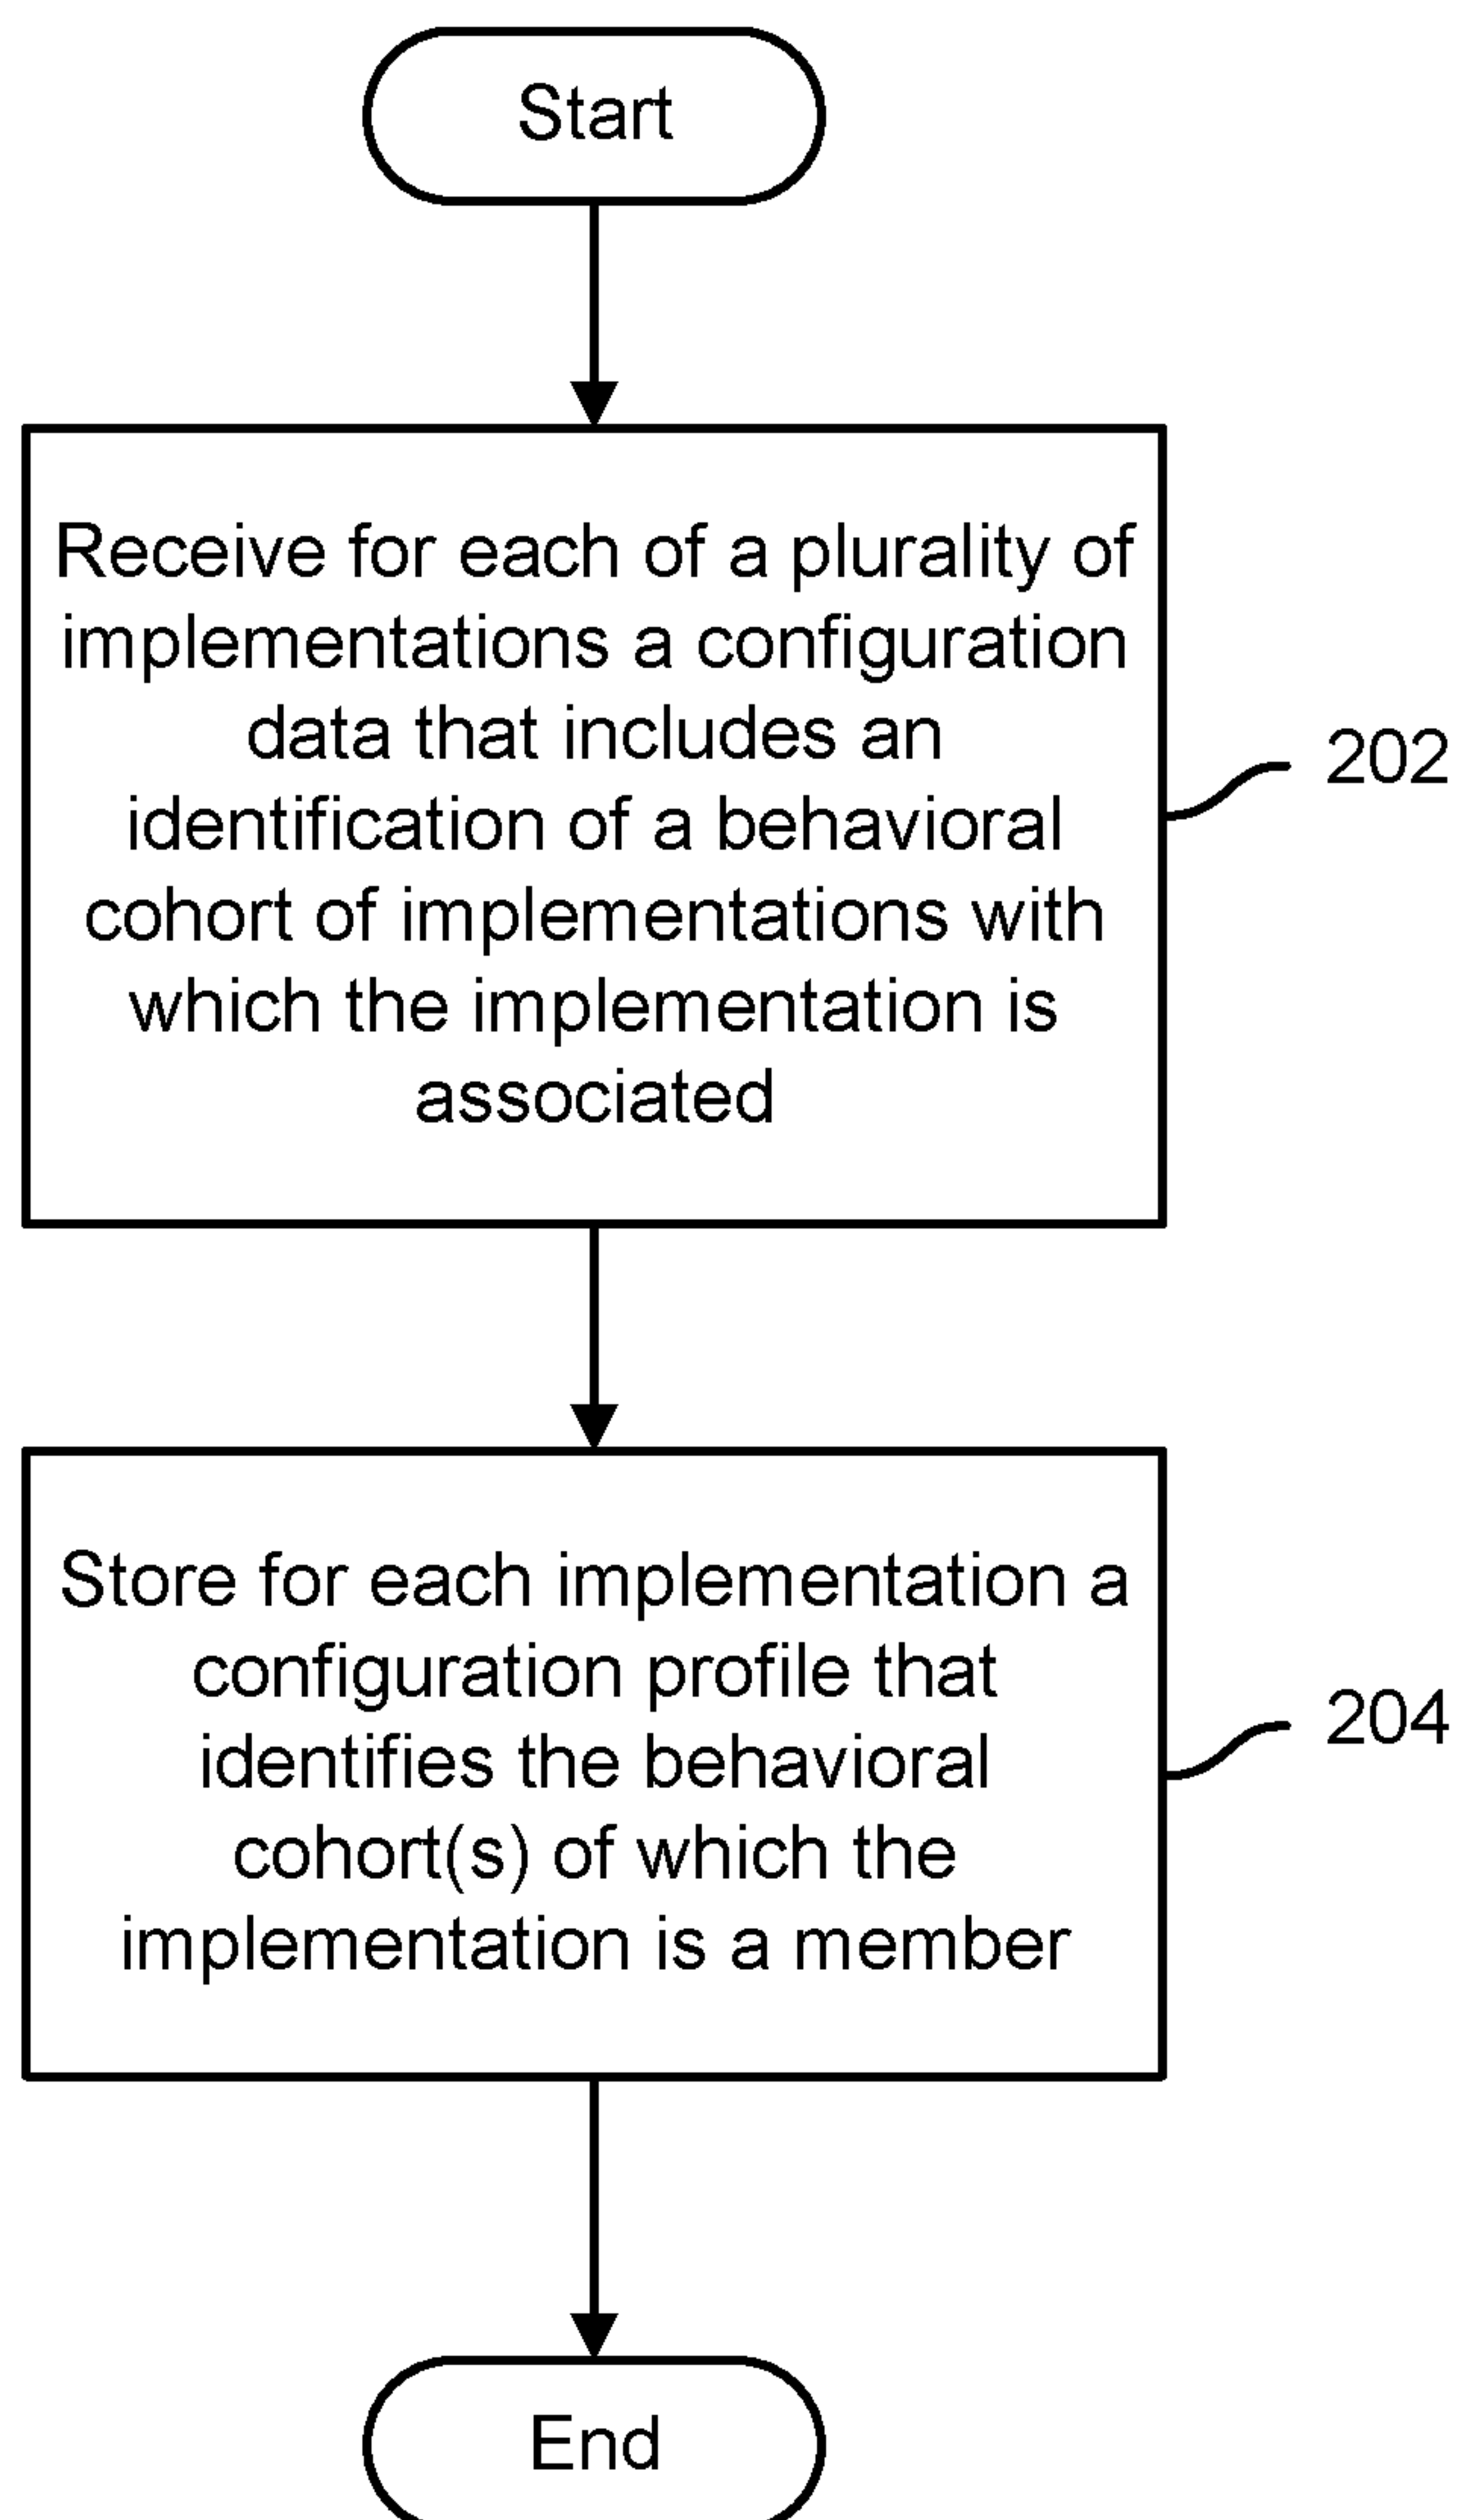 Start
Receive for each of a plurality of
implementations a configuration
data that includes an
identification of a behavioral
cohort of implementations with
which the implementation is
associated
202
Store for each implementation a
configuration profile that
identifies the behavioral
cohort(s) of which the
implementation is a member
204
End